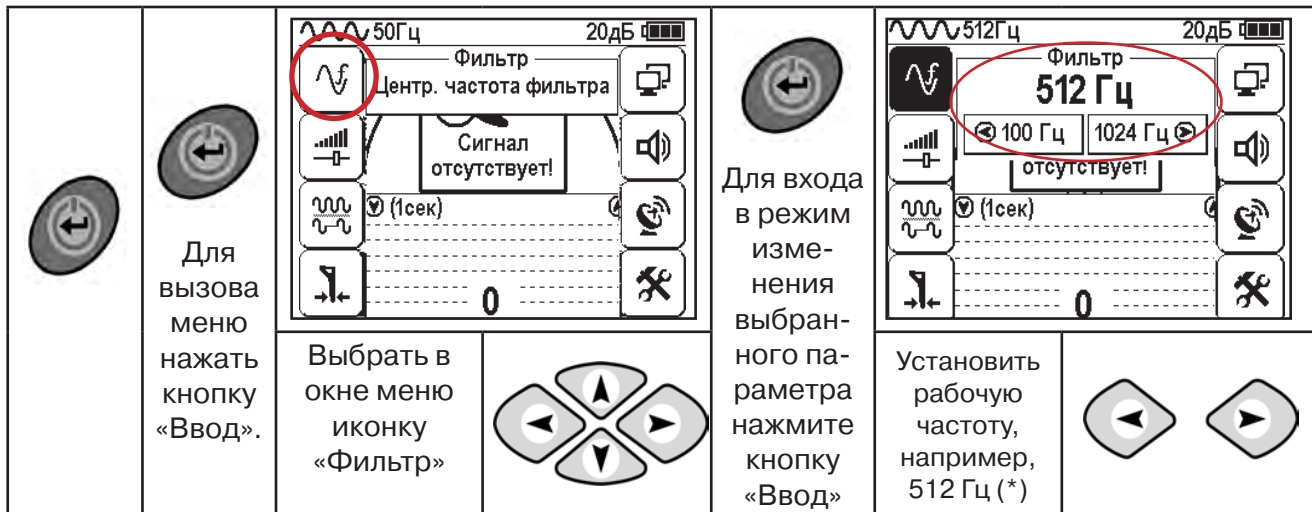 Для
вызова
меню
нажать
кнопку
«Ввод».
50Гц 20дБ
Фильтр
Центр. частота фильтра
Сигнал
отсутствует!
(1сек)
0
Выбрать в
окне меню
иконку
«Фильтр»
Для входа
в режим
изме-
нения
выбран-
ного па-
раметра
нажмите
кнопку
«Ввод»
512Гц 20дБ
Фильтр
512 Гц
100 Гц 1024 Гц
отсутствует!
(1сек)
0
Установить
рабочую
частоту,
например,
512 Гц (*)